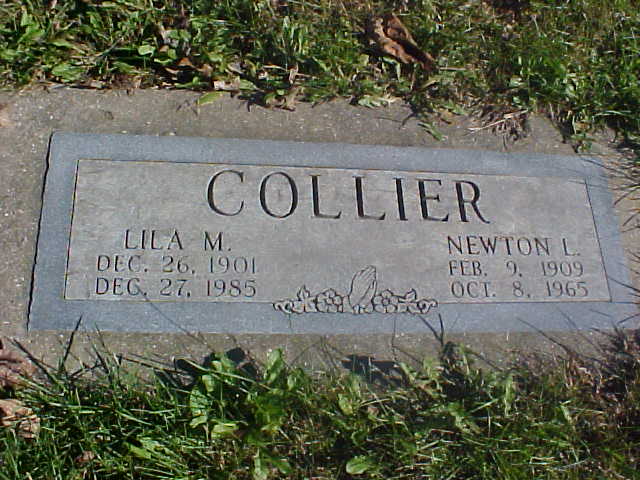 COLLIER
LILA M.
DEC. 26, 1901
DEC. 27, 1985
NEWTON L.
FEB. 9, 1909
OCT. 8, 1965